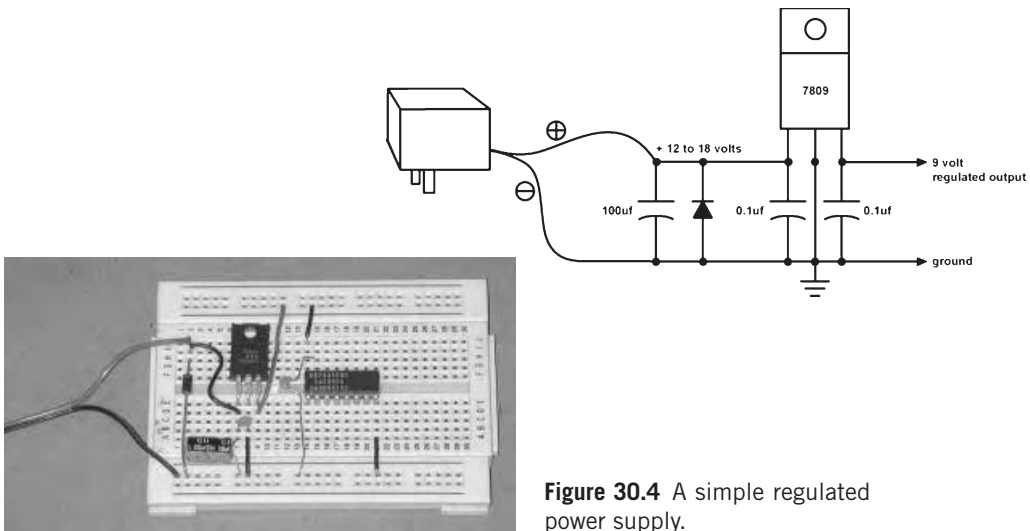 7809
+ 12 to 18 volts
9 volt
regulated output
100uf
0.1uf
0.1uf
ground
Figure 30.4 A simple regulated
power supply.